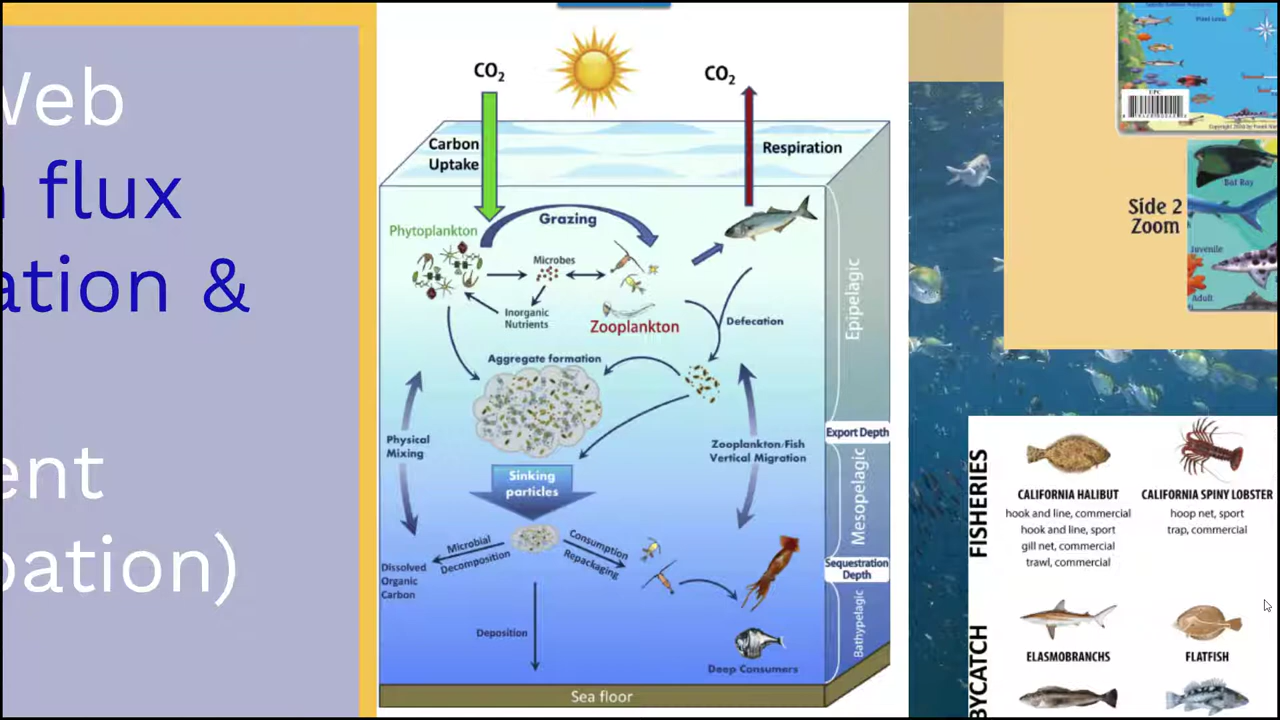 Web
flux
ation &
ent
pation)
CO2
CO2
Carbon
Uptake
Respiration
Grazing
Phytoplankton
Microbes
Inorganic
Nutrients
Zooplankton
Defecation
Aggregate formation
Physical
Mixing
Zooplankton/Fish
Vertical Migration
Sinking
particles
Microbial
Decomposition
Consumption
Repackaging
Dissolved
Organic
Carbon
Deposition
Deep Consumers
Sea floor
Epipelagic
Export Depth
Mesopelagic
Sequestration
Depth
Bathypelagic
Side 2
Zoom
Bat Ray
Juvenile
Adult
FISHERIES
CALIFORNIA HALIBUT
hook and line, commercial
hook and line, sport
gill net, commercial
trawl, commercial
CALIFORNIA SPINY LOBSTER
hoop net, sport
trap, commercial
BYCATCH
ELASMOBRANCHS
FLATFISH